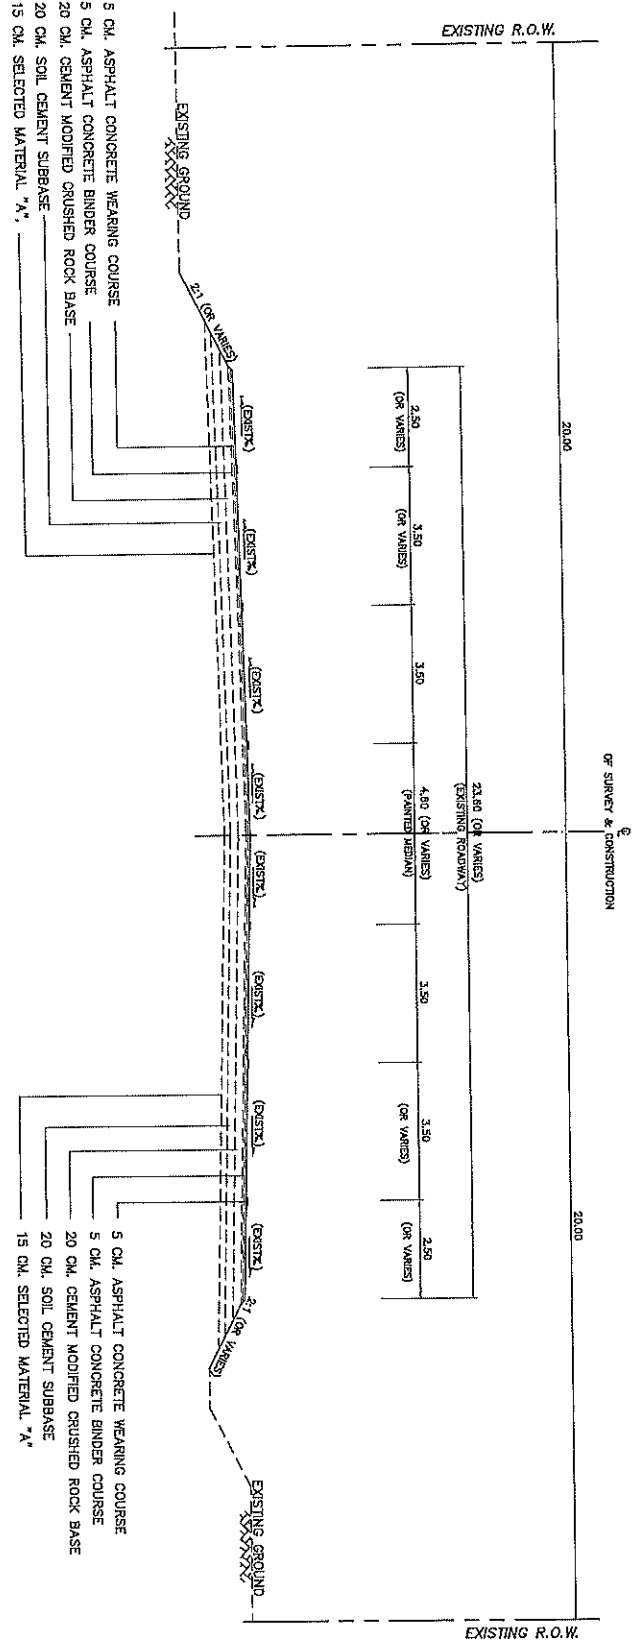 ℄
OF SURVEY & CONSTRUCTION
EXISTING R.O.W.
20.00
20.00
EXISTING R.O.W.
23.60 (OR VARIES)
(EXISTING ROADWAY)
2.50
(OR VARIES)
3.50
(OR VARIES)
3.50
4.60 (OR VARIES)
(PAINTED MEDIAN)
3.50
3.50
(OR VARIES)
2.50
(OR VARIES)
EXISTING GROUND
2:1 (OR VARIES)
(EXIST%)
(EXIST%)
(EXIST%)
(EXIST%)
(EXIST%)
(EXIST%)
(EXIST%)
(EXIST%)
2:1 (OR VARIES)
EXISTING GROUND
5 CM. ASPHALT CONCRETE WEARING COURSE
5 CM. ASPHALT CONCRETE BINDER COURSE
20 CM. CEMENT MODIFIED CRUSHED ROCK BASE
20 CM. SOIL CEMENT SUBBASE
15 CM. SELECTED MATERIAL "A",
5 CM. ASPHALT CONCRETE WEARING COURSE
5 CM. ASPHALT CONCRETE BINDER COURSE
20 CM. CEMENT MODIFIED CRUSHED ROCK BASE
20 CM. SOIL CEMENT SUBBASE
15 CM. SELECTED MATERIAL "A"